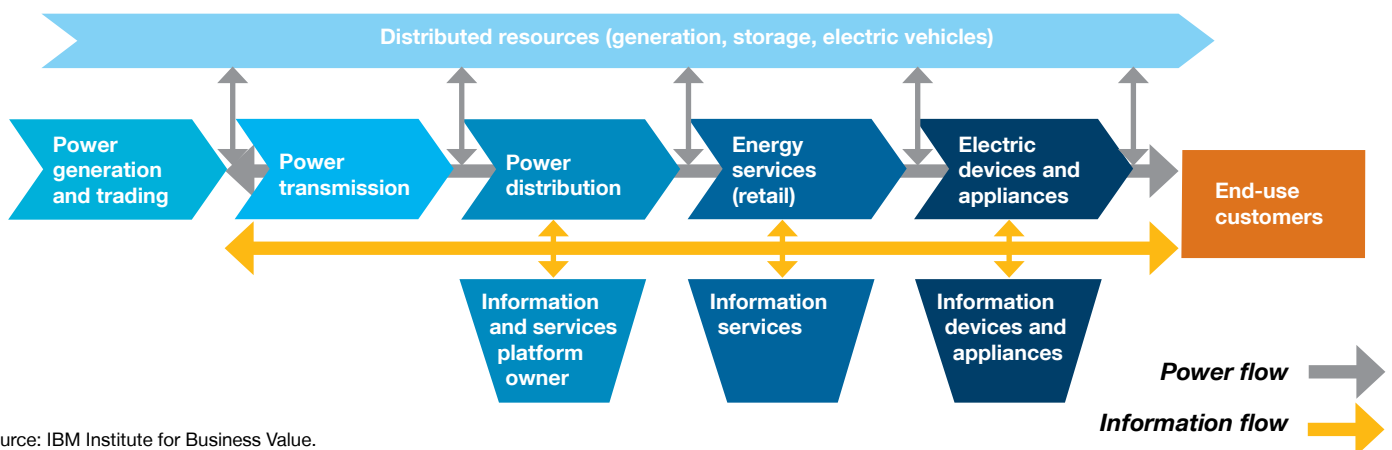 Distributed resources (generation, storage, electric vehicles)
Power
generation
and trading
Power
transmission
Power
distribution
Energy
services
(retail)
Electric
devices and
appliances
End-use
customers
Information
and services
platform
owner
Information
services
Information
devices and
appliances
Power flow
Information flow
urce: IBM Institute for Business Value.